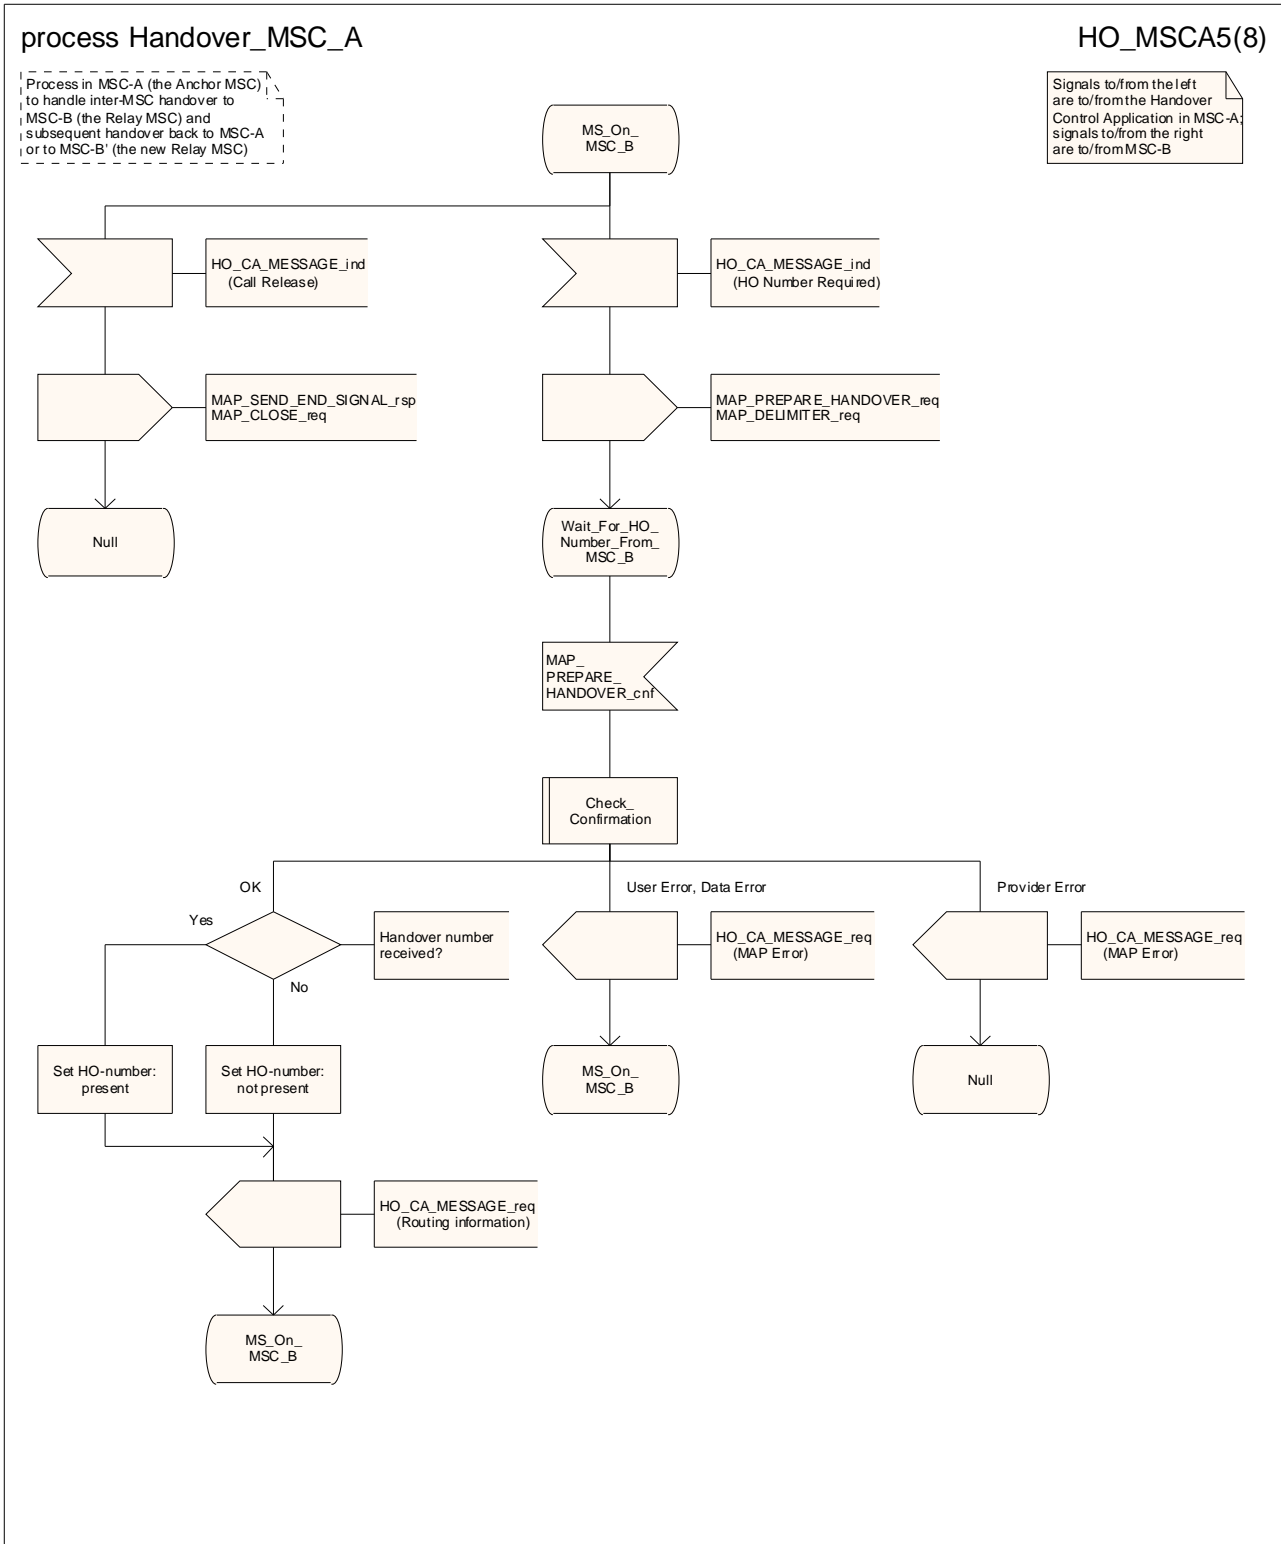 process Handover_MSC_A
HO_MSCA5(8)
Process in MSC-A (the Anchor MSC)
to handle inter-MSC handover to
MSC-B (the Relay MSC) and
subsequent handover back to MSC-A
or to MSC-B' (the new Relay MSC)
Signals to/from the left
are to/from the Handover
Control Application in MSC-A;
signals to/from the right
are to/from MSC-B
MS_On_
MSC_B
HO_CA_MESSAGE_ind
(Call Release)
HO_CA_MESSAGE_ind
(HO Number Required)
MAP_SEND_END_SIGNAL_rsp
MAP_CLOSE_req
MAP_PREPARE_HANDOVER_req
MAP_DELIMITER_req
Null
Wait_For_HO_
Number_From_
MSC_B
MAP_
PREPARE_
HANDOVER_cnf
Check_
Confirmation
OK
User Error, Data Error
Provider Error
Yes
Handover number
received?
No
HO_CA_MESSAGE_req
(MAP Error)
HO_CA_MESSAGE_req
(MAP Error)
Set HO-number:
present
Set HO-number:
not present
MS_On_
MSC_B
Null
HO_CA_MESSAGE_req
(Routing information)
MS_On_
MSC_B